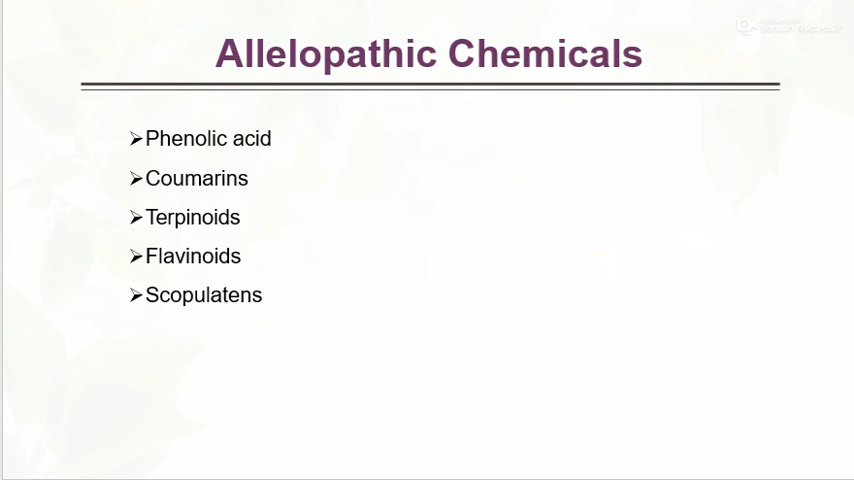 Allelopathic Chemicals
➢Phenolic acid
➢Coumarins
➢Terpinoids
➢Flavinoids
➢Scopulatens